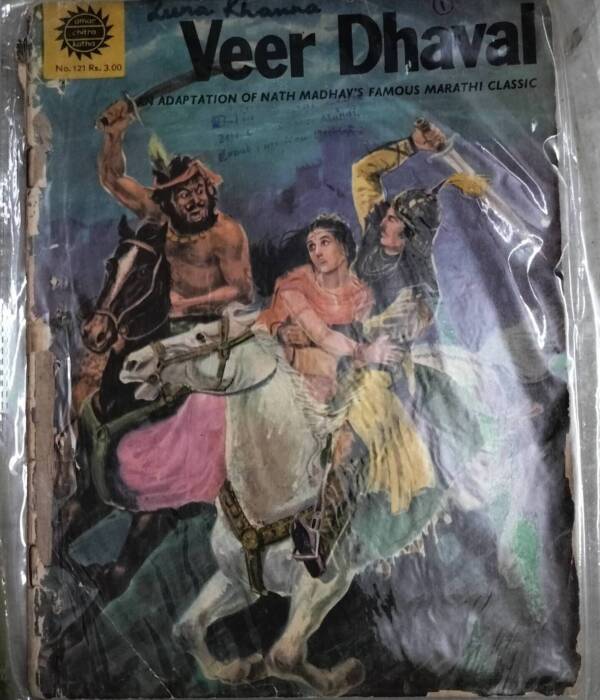 Leena Khanna
amar
chitra
katha
No. 121 Rs. 3.00
Veer Dhaval
AN ADAPTATION OF NATH MADHAV'S FAMOUS MARATHI CLASSIC